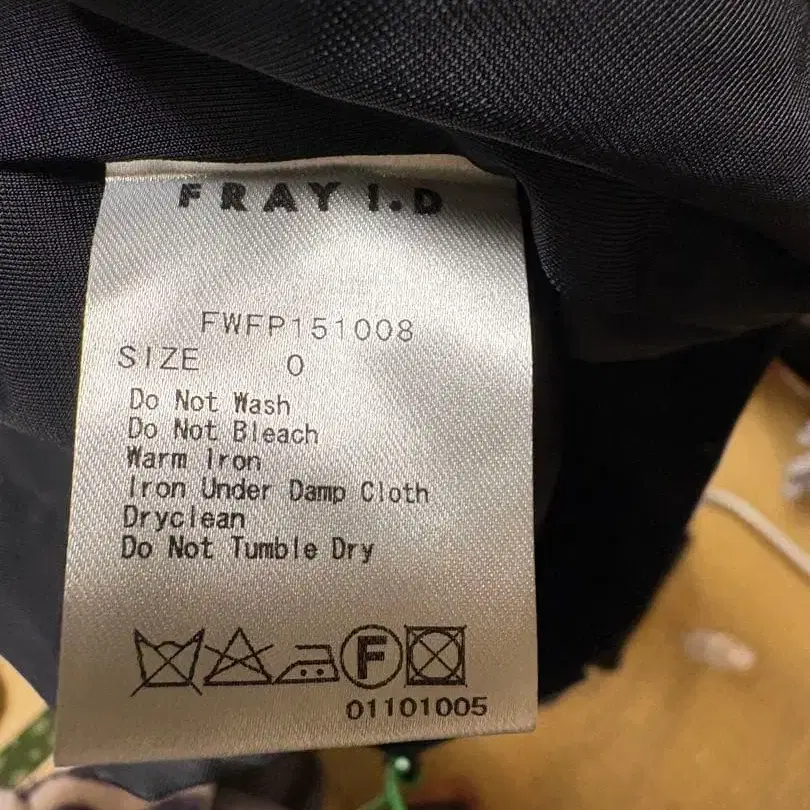 FRAY I.D
FWFP151008
SIZE 0
Do Not Wash
Do Not Bleach
Warm Iron
Iron Under Damp Cloth
Dryclean
Do Not Tumble Dry
F
01101005